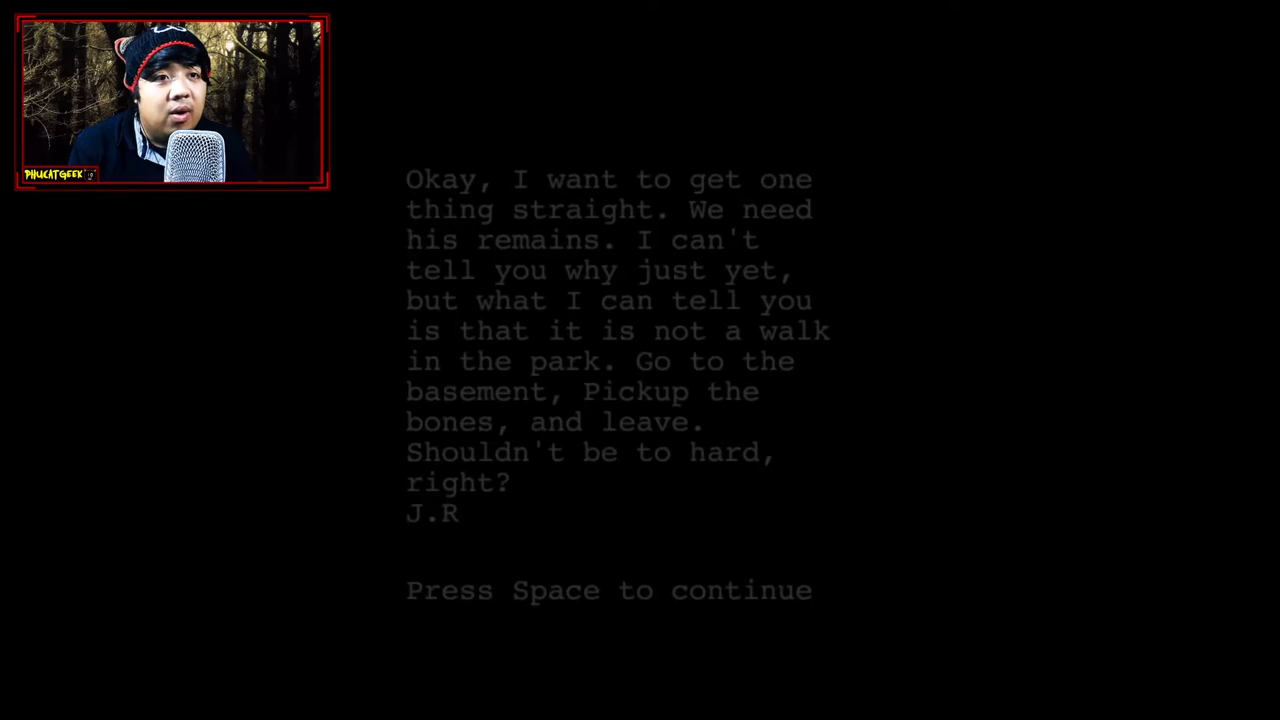 PHUCATGEEK
Okay, I want to get one
thing straight. We need
his remains. I can't
tell you why just yet,
but what I can tell you
is that it is not a walk
in the park. Go to the
basement, Pickup the
bones, and leave.
Shouldn't be to hard,
right?
J.R
Press Space to continue